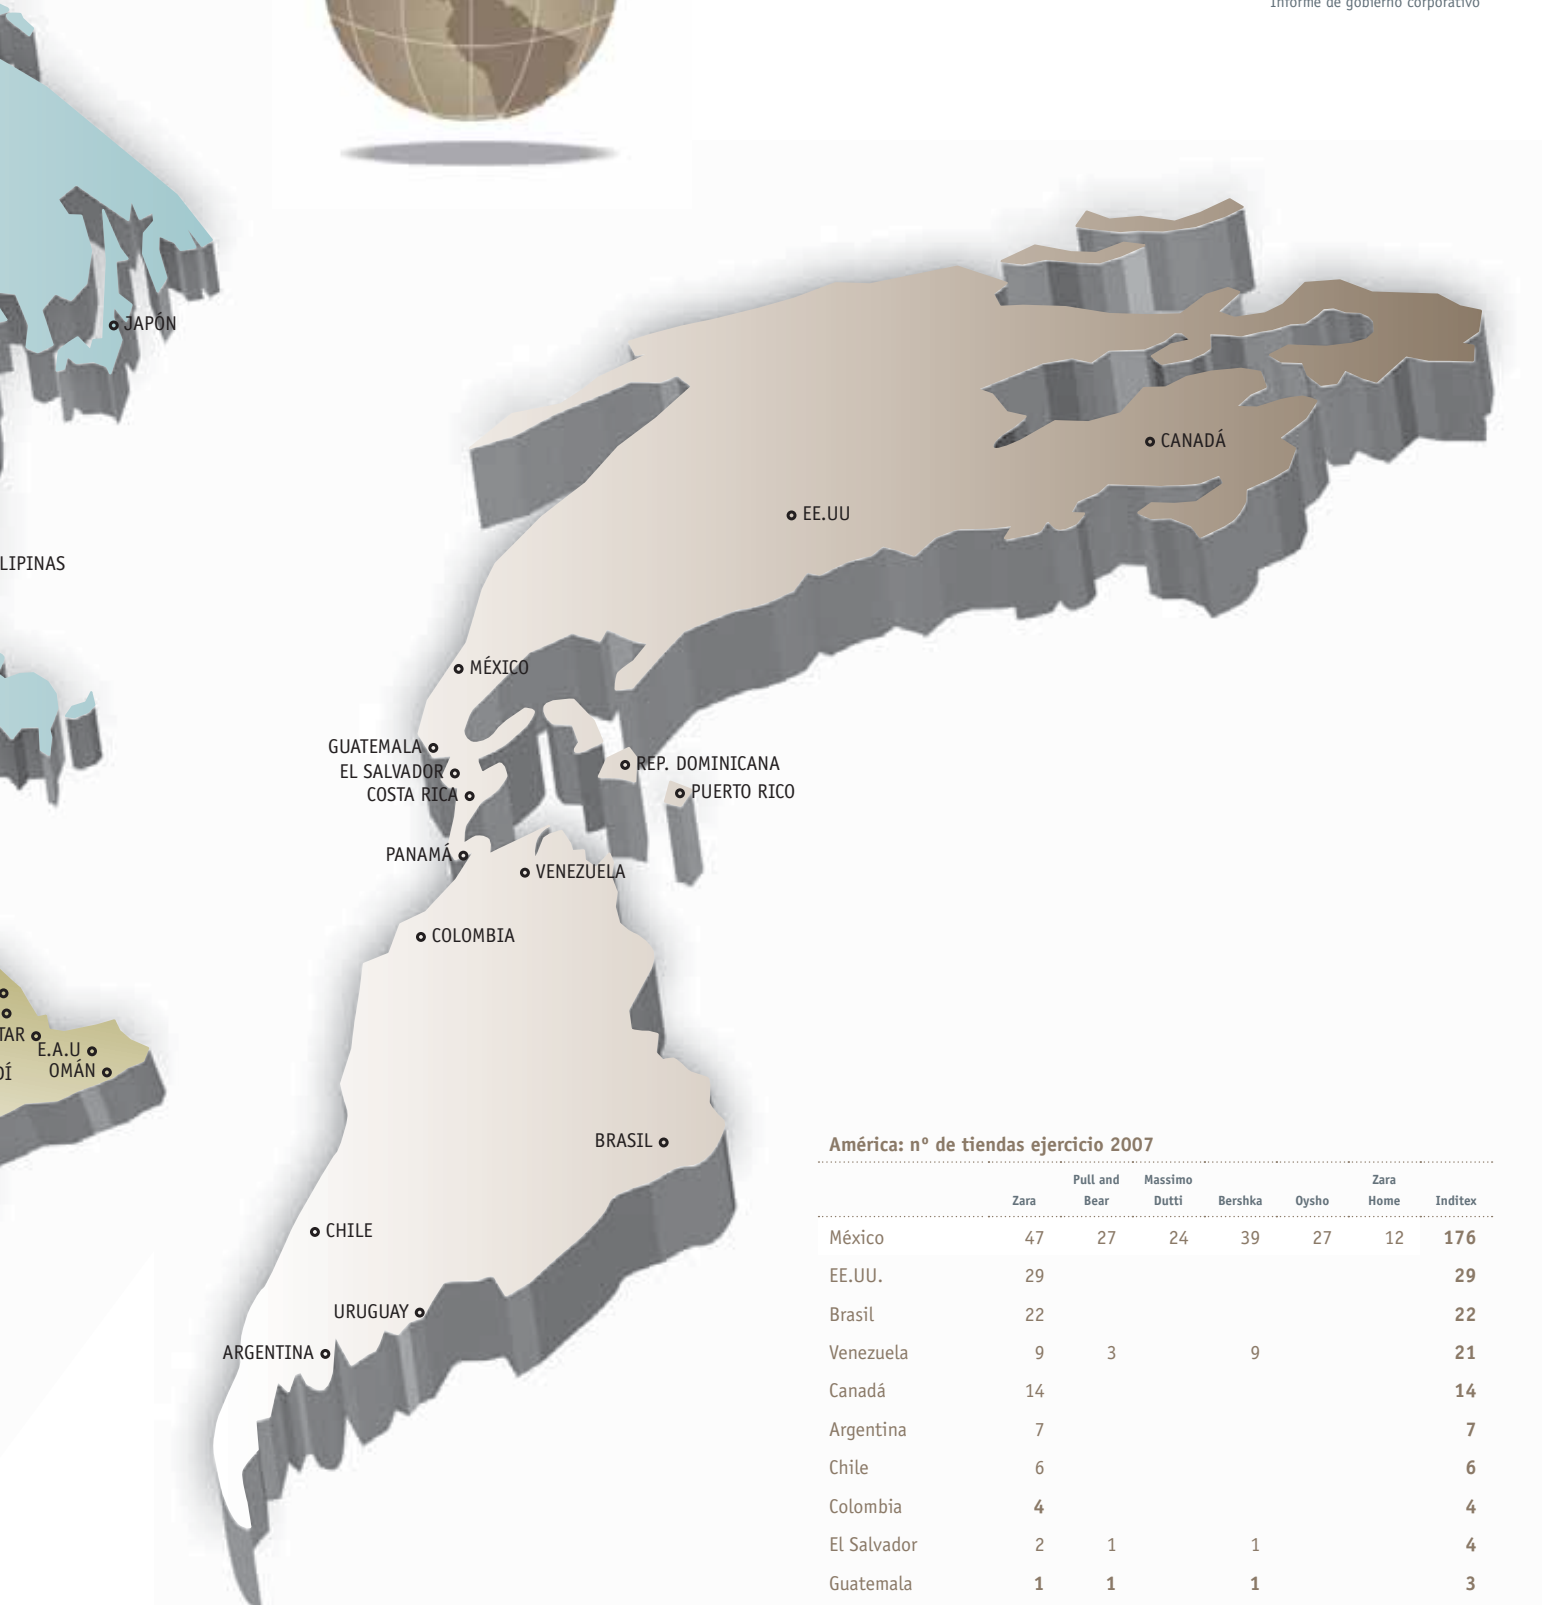 Informe de gobierno corporativo
JAPÓN
CANADÁ
EE.UU
LIPINAS
MÉXICO
GUATEMALA
EL SALVADOR
COSTA RICA
REP. DOMINICANA
PUERTO RICO
PANAMÁ
VENEZUELA
COLOMBIA
TAR
E.A.U
OMÁN
DÍ
BRASIL
CHILE
URUGUAY
ARGENTINA
América: nº de tiendas ejercicio 2007
Zara Pull and Bear Massimo Dutti Bershka Oysho Zara Home Inditex
México 47 27 24 39 27 12 176
EE.UU. 29 29
Brasil 22 22
Venezuela 9 3 9 21
Canadá 14 14
Argentina 7 7
Chile 6 6
Colombia 4 4
El Salvador 2 1 1 4
Guatemala 1 1 1 3